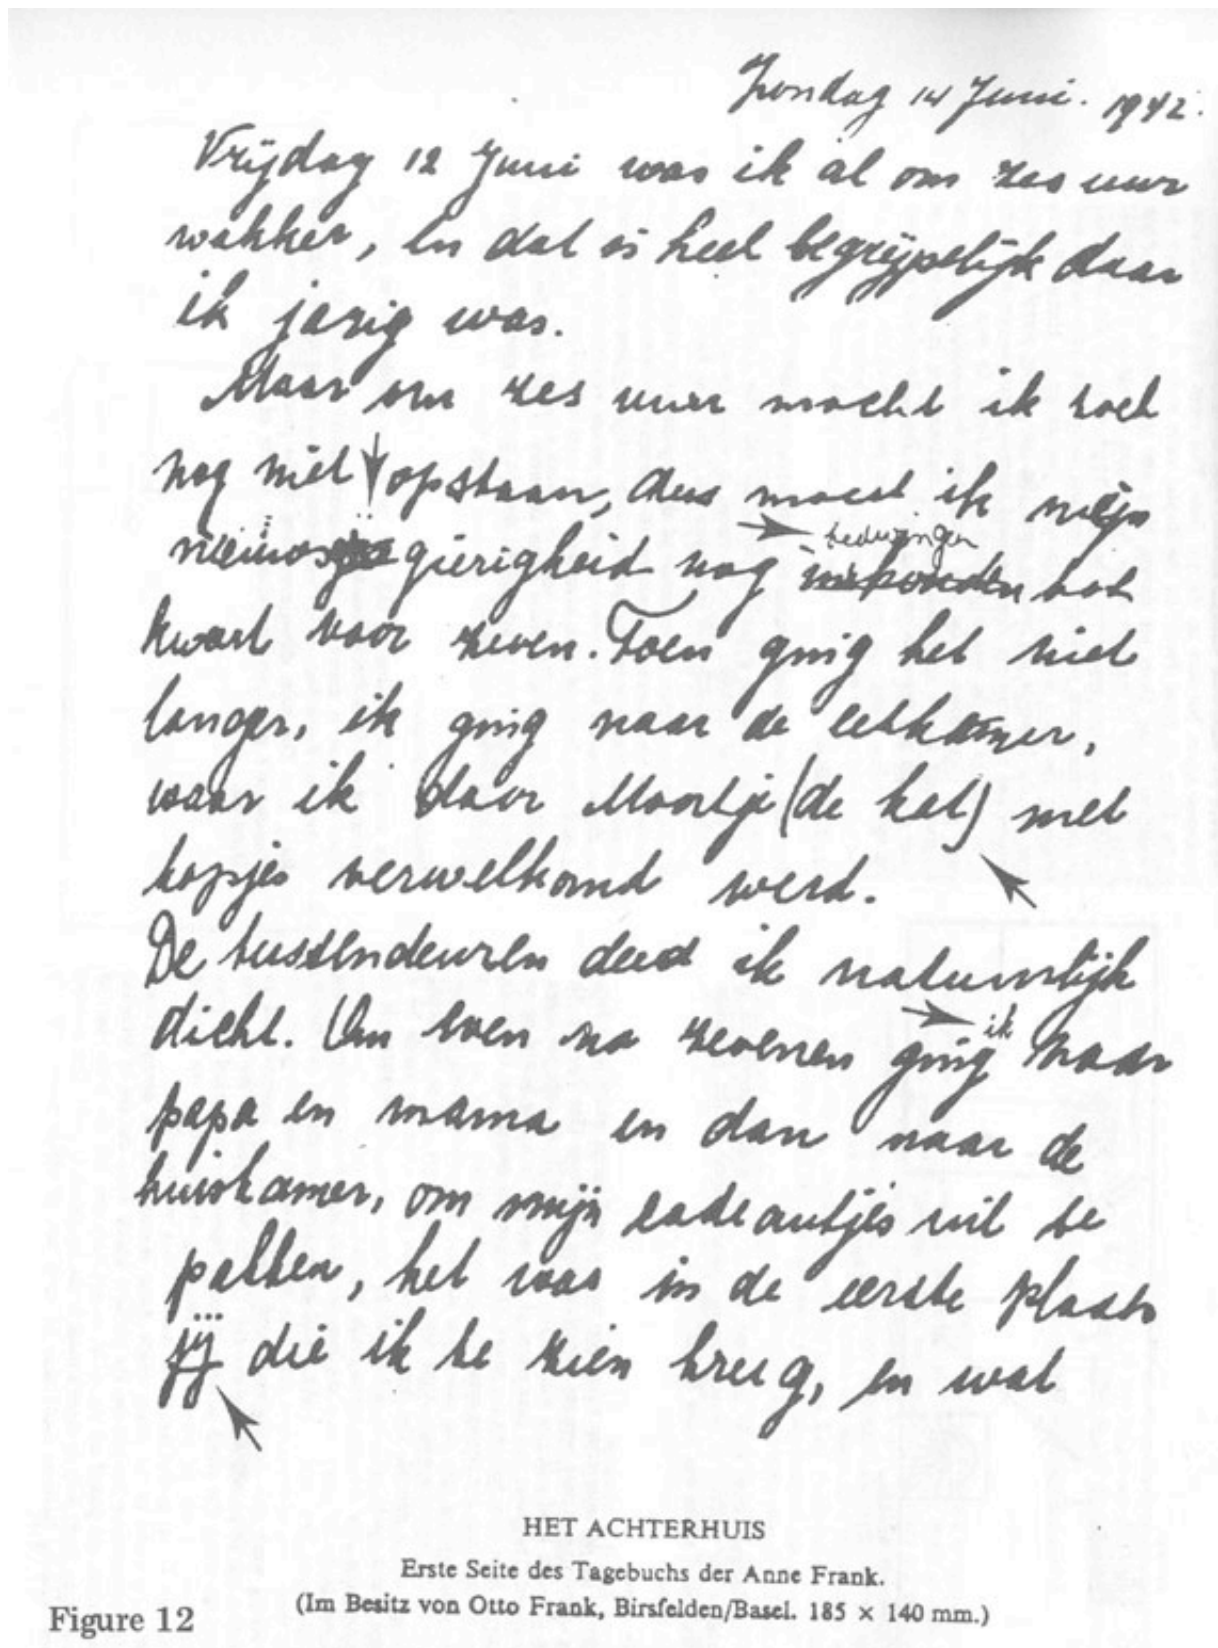 Zondag 14 Juni. 1942.
Vrijdag 12 Juni was ik al om zes uur
wakker, en dat is heel begrijpelijk daar
ik jarig was.
Maar om zes uur mocht ik toch
nog niet opstaan, dus moest ik mijn
bedwingen
nieuwsgierigheid nog inhouden tot
kwart voor zeven. Toen ging het niet
langer, ik ging naar de eetkamer,
waar ik door Moortje (de kat) met
kopjes verwelkomd werd.
De tussendeuren deed ik natuurlijk
ik
dicht. Om even na zevenen ging naar
papa en mama en dan naar de
huiskamer, om mijn cadeautjes uit te
pakken, het was in de eerste plaats
jij die ik te zien kreeg, en wat
HET ACHTERHUIS
Erste Seite des Tagebuchs der Anne Frank.
(Im Besitz von Otto Frank, Birsfelden/Basel. 185 × 140 mm.)
Figure 12